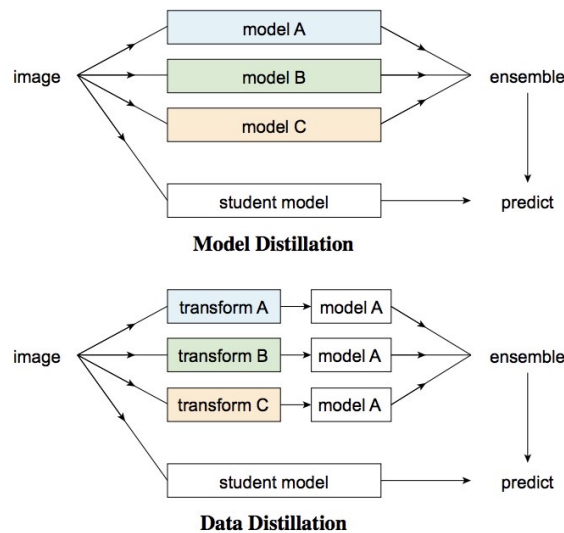 model A
image model B ensemble
model C
student model predict
Model Distillation
transform A model A
image transform B model A ensemble
transform C model A
student model predict
Data Distillation